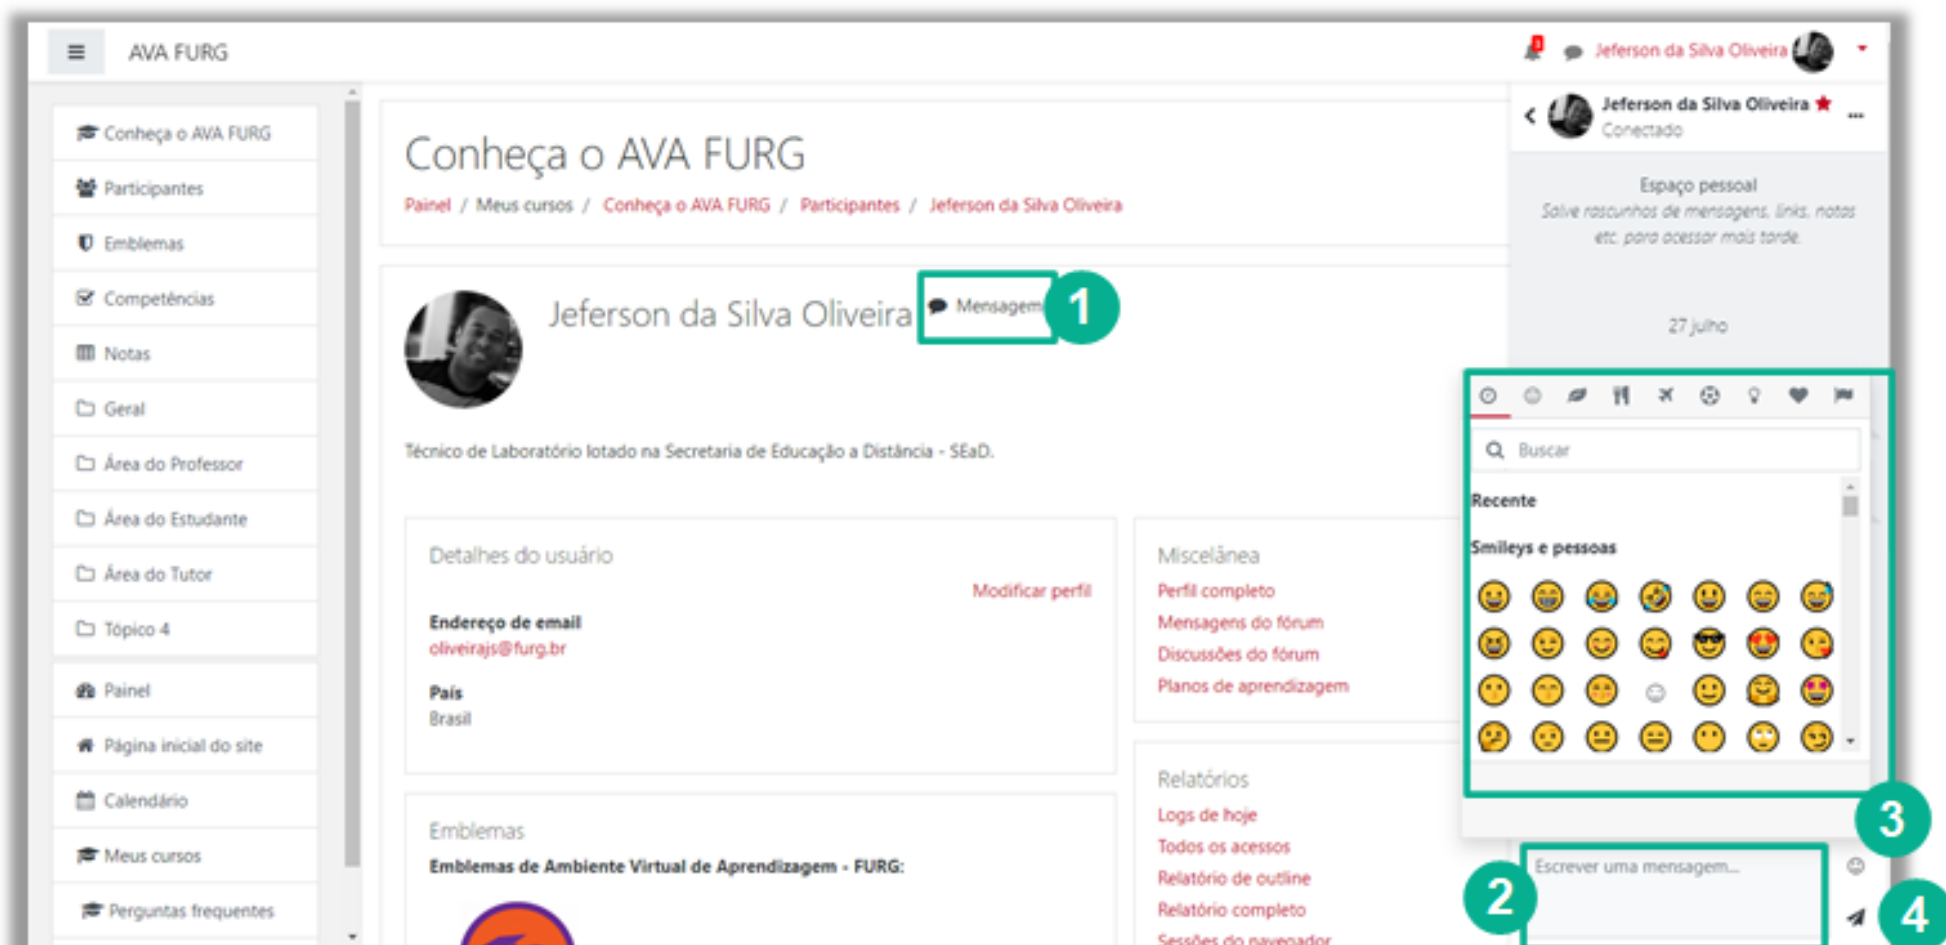 AVA FURG
3
Jeferson da Silva Oliveira
Conheça o AVA FURG
Participantes
Emblemas
Competências
Notas
Geral
Área do Professor
Área do Estudante
Área do Tutor
Tópico 4
Painel
Página inicial do site
Calendário
Meus cursos
Perguntas frequentes
Conheça o AVA FURG
Painel / Meus cursos / Conheça o AVA FURG / Participantes / Jeferson da Silva Oliveira
Jeferson da Silva Oliveira
Mensagem
1
Técnico de Laboratório lotado na Secretaria de Educação a Distância - SEaD.
Detalhes do usuário
Modificar perfil
Endereço de email
oliveirajs@furg.br
País
Brasil
Emblemas
Emblemas de Ambiente Virtual de Aprendizagem - FURG:
Miscelânea
Perfil completo
Mensagens do fórum
Discussões do fórum
Planos de aprendizagem
Relatórios
Logs de hoje
Todos os acessos
Relatório de outline
Relatório completo
Sessões do navegador
Jeferson da Silva Oliveira
Conectado
Espaço pessoal
Salve rascunhos de mensagens, links, notas
etc. para acessar mais tarde.
27 julho
Buscar
Recente
Smileys e pessoas
3
2
Escrever uma mensagem...
4